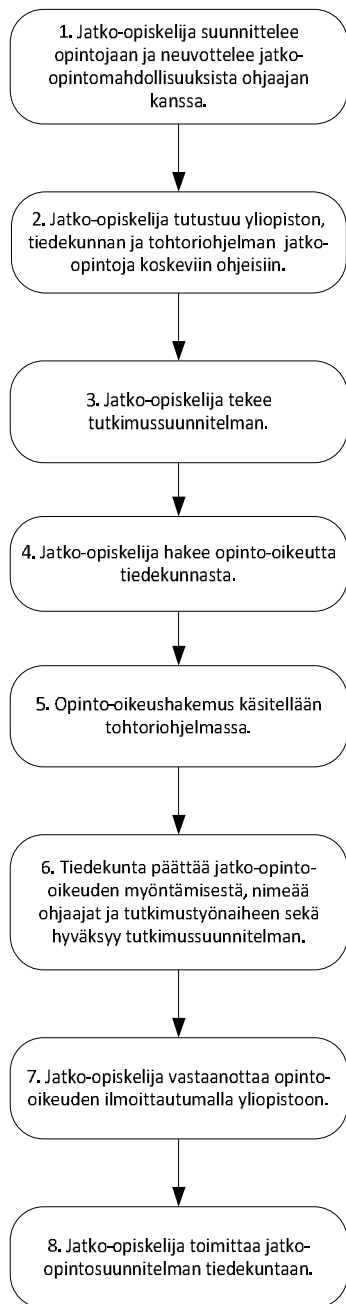 1. Jatko-opiskelija suunnittelee
opintojaan ja neuvottelee jatko-
opintomahdollisuuksista ohjaajan
kanssa.
2. Jatko-opiskelija tutustuu yliopiston,
tiedekunnan ja tohtoriohjelman jatko-
opintoja koskeviin ohjeisiin.
3. Jatko-opiskelija tekee
tutkimussuunnitelman.
4. Jatko-opiskelija hakee opinto-oikeutta
tiedekunnasta.
5. Opinto-oikeushakemus käsitellään
tohtoriohjelmassa.
6. Tiedekunta päättää jatko-opinto-
oikeuden myöntämisestä, nimeää
ohjaajat ja tutkimustyönaiheen sekä
hyväksyy tutkimussuunnitelman.
7. Jatko-opiskelija vastaanottaa opinto-
oikeuden ilmoittautumalla yliopistoon.
8. Jatko-opiskelija toimittaa jatko-
opintosuunnitelman tiedekuntaan.